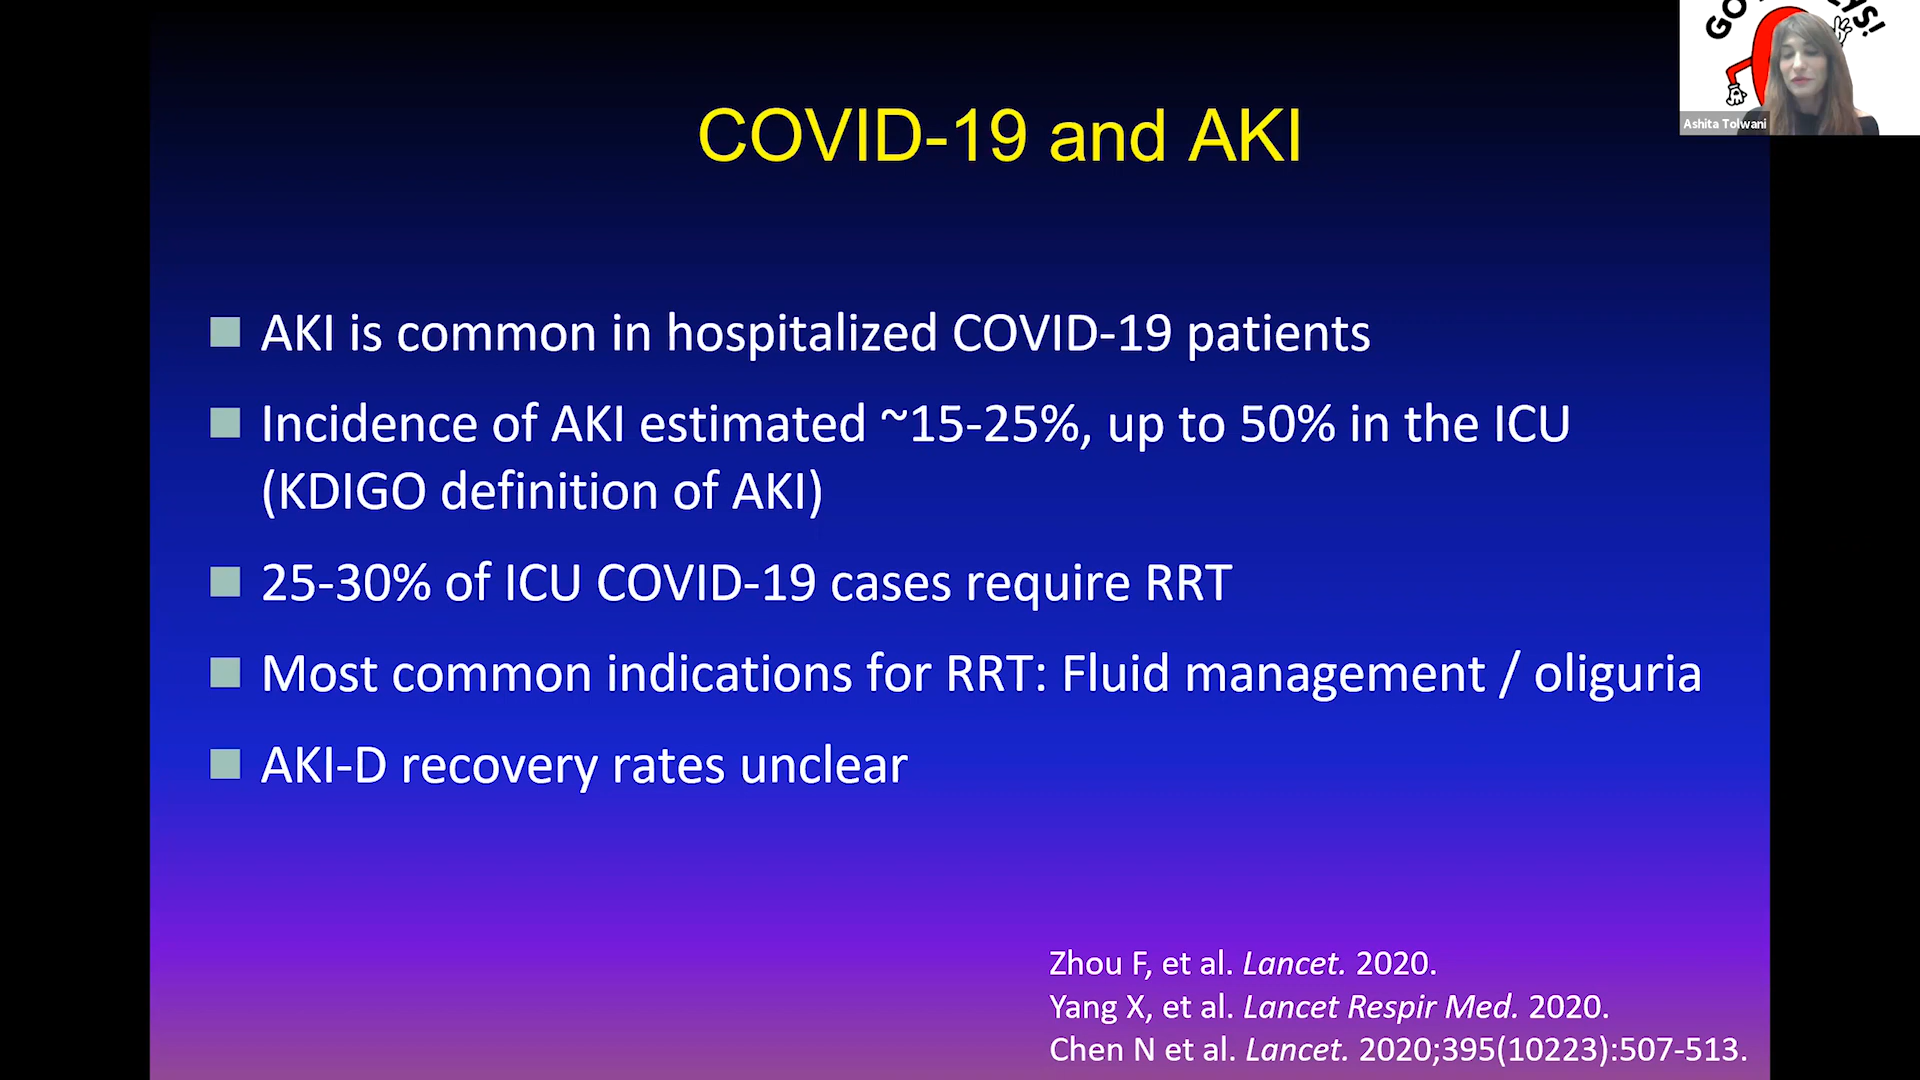 COVID-19 and AKI
Ashita Tolwani
AKI is common in hospitalized COVID-19 patients
Incidence of AKI estimated ~15-25%, up to 50% in the ICU
(KDIGO definition of AKI)
25-30% of ICU COVID-19 cases require RRT
Most common indications for RRT: Fluid management / oliguria
AKI-D recovery rates unclear
Zhou F, et al. Lancet. 2020.
Yang X, et al. Lancet Respir Med. 2020.
Chen N et al. Lancet. 2020;395(10223):507-513.